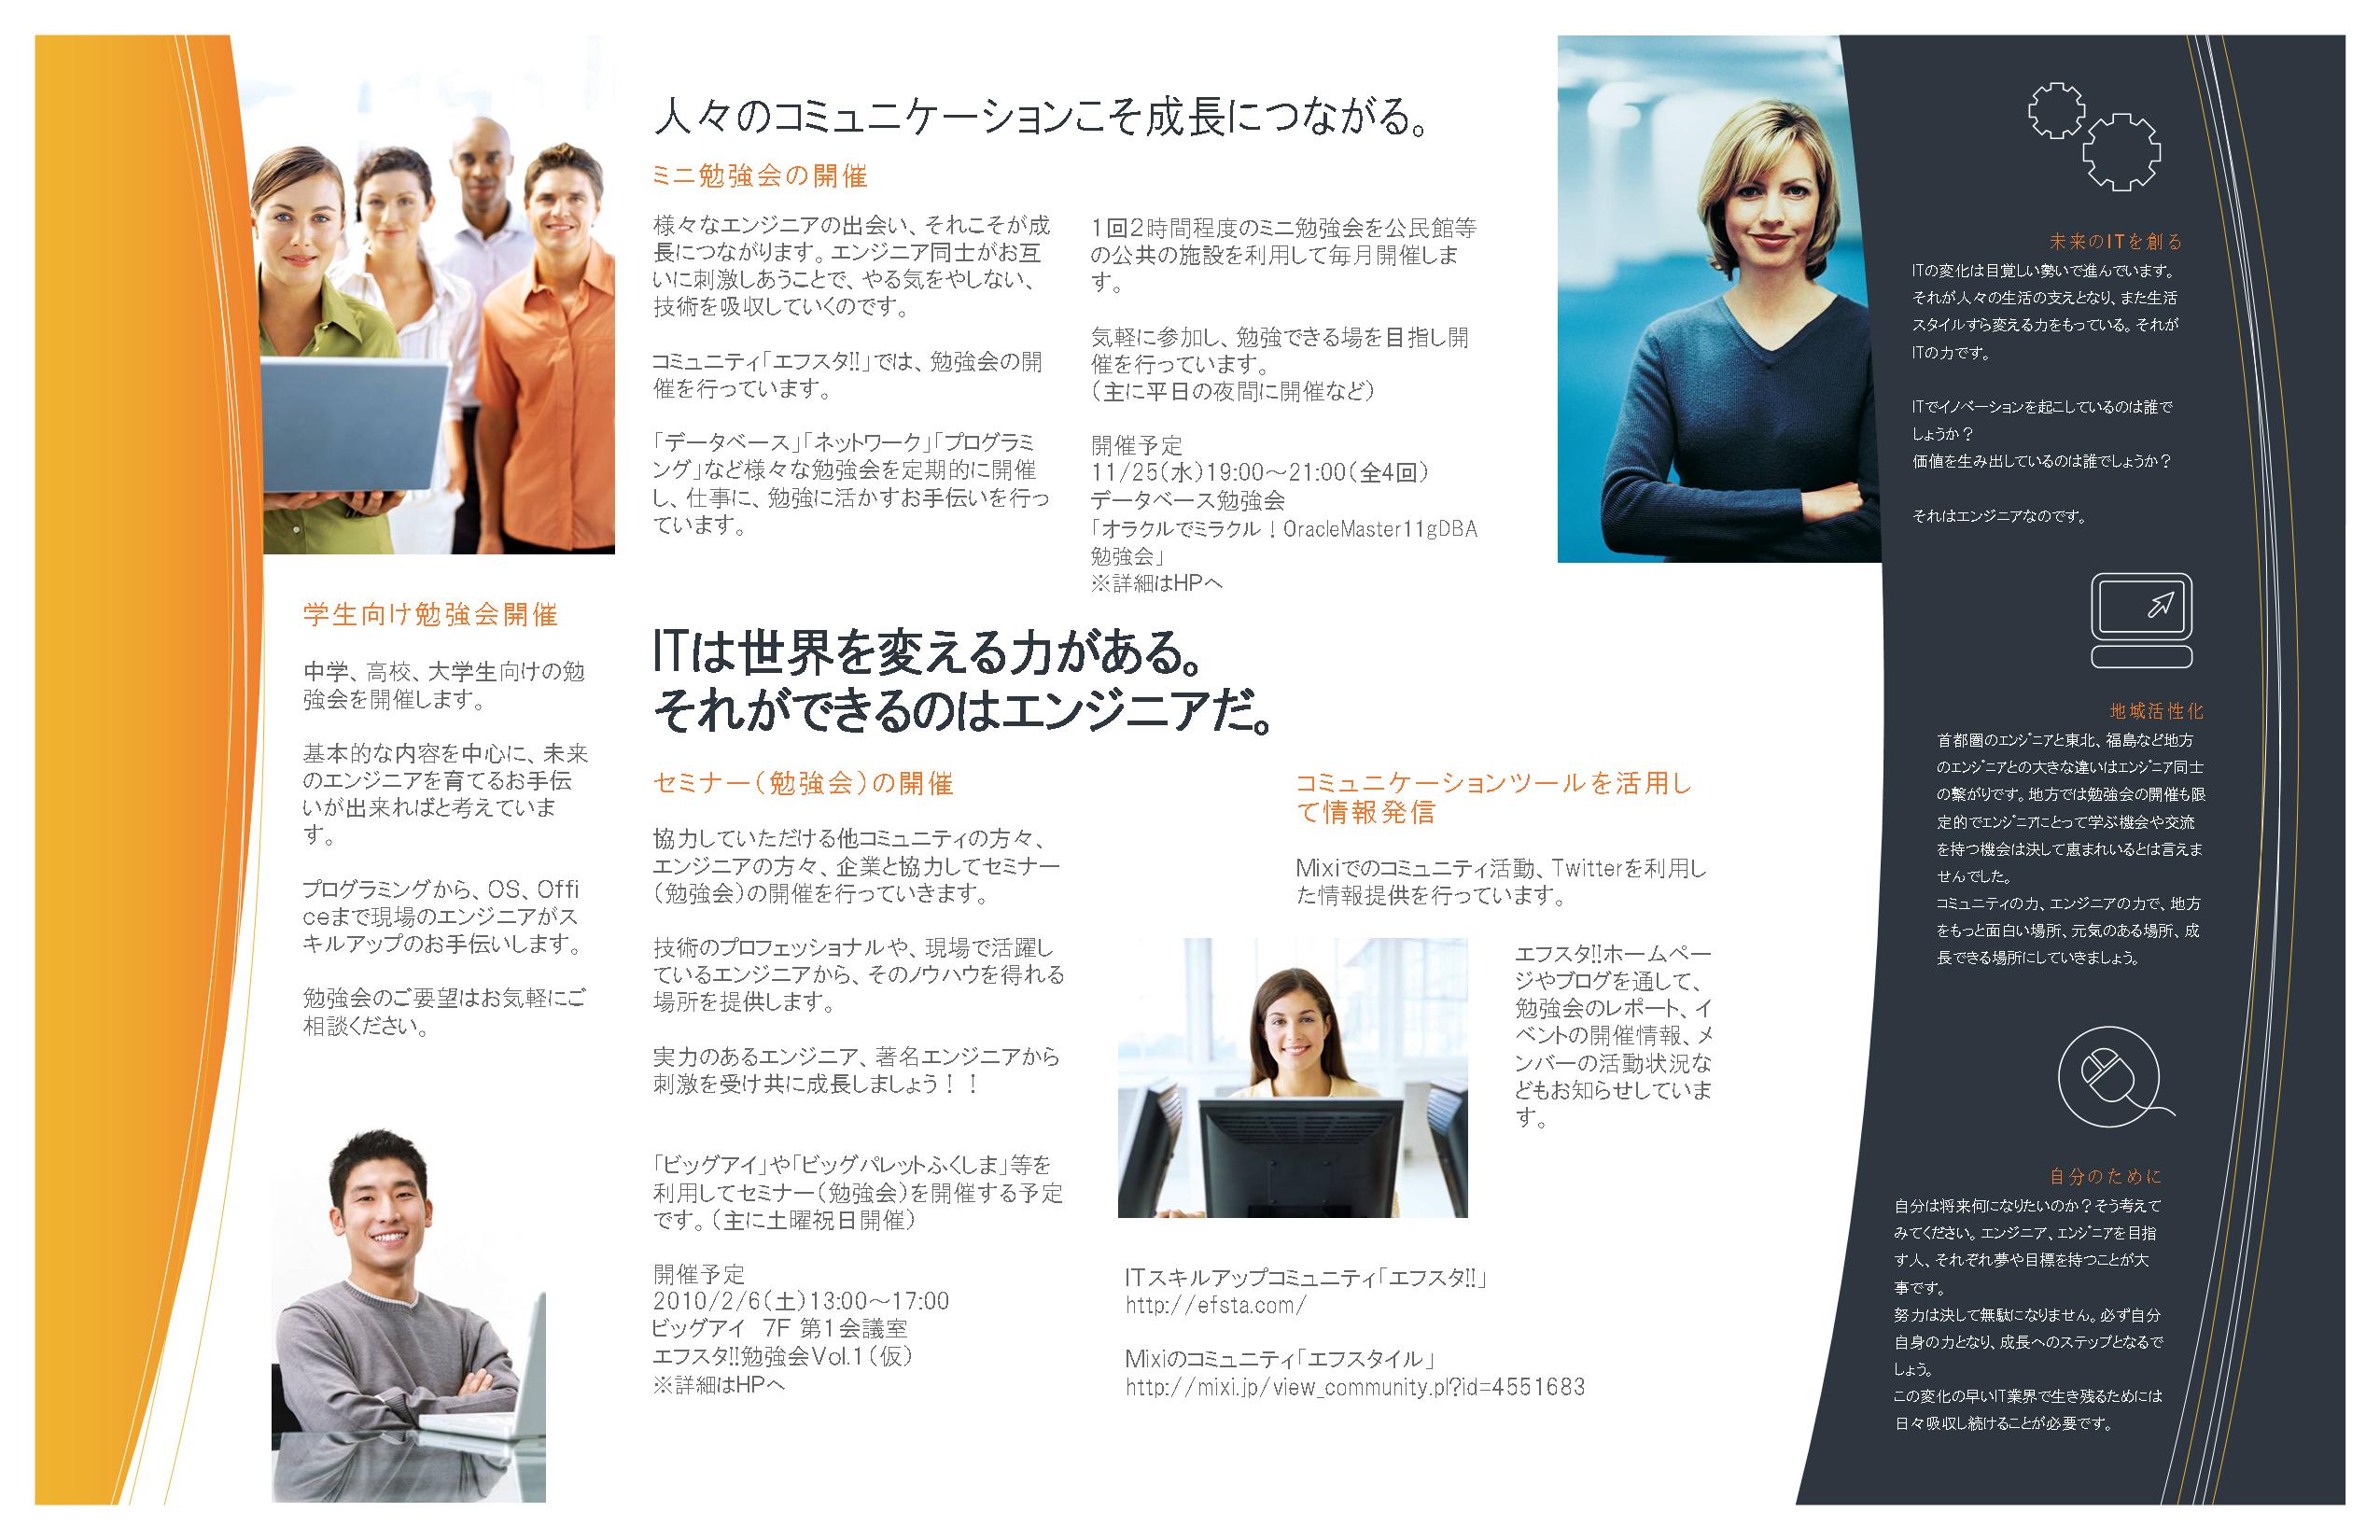 人々のコミュニケーションこそ成長につながる。
ミニ勉強会の開催
様々なエンジニアの出会い、それこそが成
長につながります。エンジニア同士がお互
いに刺激しあうことで、やる気をやしない、
技術を吸収していくのです。
コミュニティ「エフスタ!!」では、勉強会の開
催を行っています。
「データベース」「ネットワーク」「プログラミ
ング」など様々な勉強会を定期的に開催
し、仕事に、勉強に活かすお手伝いを行っ
ています。
1回2時間程度のミニ勉強会を公民館等
の公共の施設を利用して毎月開催しま
す。
気軽に参加し、勉強できる場を目指し開
催を行っています。
（主に平日の夜間に開催など）
開催予定
11/25（水）19:00～21:00（全4回）
データベース勉強会
「オラクルでミラクル！OracleMaster11gDBA
勉強会」
※詳細はHPへ
学生向け勉強会開催
中学、高校、大学生向けの勉
強会を開催します。
基本的な内容を中心に、未来
のエンジニアを育てるお手伝
いが出来ればと考えていま
す。
プログラミングから、OS、Offi
ceまで現場のエンジニアがス
キルアップのお手伝いします。
勉強会のご要望はお気軽にご
相談ください。
ITは世界を変える力がある。
それができるのはエンジニアだ。
セミナー（勉強会）の開催
協力していただける他コミュニティの方々、
エンジニアの方々、企業と協力してセミナー
（勉強会）の開催を行っていきます。
技術のプロフェッショナルや、現場で活躍し
ているエンジニアから、そのノウハウを得れる
場所を提供します。
実力のあるエンジニア、著名エンジニアから
刺激を受け共に成長しましょう！！
「ビッグアイ」や「ビッグパレットふくしま」等を
利用してセミナー（勉強会）を開催する予定
です。（主に土曜祝日開催）
開催予定
2010/2/6（土）13:00～17:00
ビッグアイ　7F 第1会議室
エフスタ!!勉強会Vol.1（仮）
※詳細はHPへ
コミュニケーションツールを活用し
て情報発信
Mixiでのコミュニティ活動、Twitterを利用し
た情報提供を行っています。
エフスタ!!ホームペー
ジやブログを通して、
勉強会のレポート、イ
ベントの開催情報、メ
ンバーの活動状況な
どもお知らせしていま
す。
ITスキルアップコミュニティ「エフスタ!!」
http://efsta.com/
Mixiのコミュニティ「エフスタイル」
http://mixi.jp/view_community.pl?id=4551683
未来のITを創る
ITの変化は目覚しい勢いで進んでいます。
それが人々の生活の支えとなり、また生活
スタイルすら変える力をもっている。それが
ITの力です。
ITでイノベーションを起こしているのは誰で
しょうか？
価値を生み出しているのは誰でしょうか？
それはエンジニアなのです。
地域活性化
首都圏のエンジニアと東北、福島など地方
のエンジニアとの大きな違いはエンジニア同士
の繋がりです。地方では勉強会の開催も限
定的でエンジニアにとって学ぶ機会や交流
を持つ機会は決して恵まれいるとは言えま
せんでした。
コミュニティの力、エンジニアの力で、地方
をもっと面白い場所、元気のある場所、成
長できる場所にしていきましょう。
自分のために
自分は将来何になりたいのか？そう考えて
みてください。エンジニア、エンジニアを目指
す人、それぞれ夢や目標を持つことが大
事です。
努力は決して無駄になりません。必ず自分
自身の力となり、成長へのステップとなるで
しょう。
この変化の早いIT業界で生き残るためには
日々吸収し続けることが必要です。